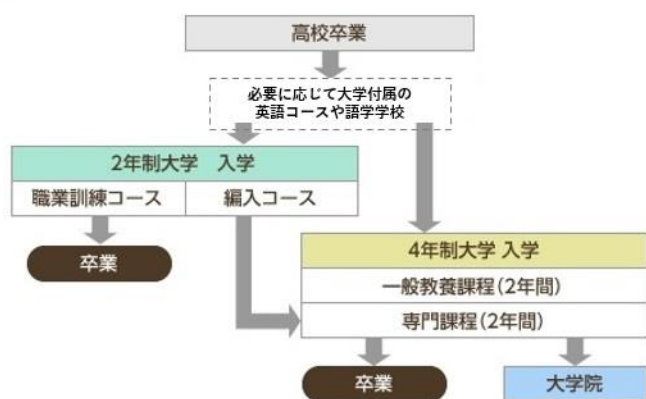 高校卒業
必要に応じて大学付属の
英語コースや語学学校
2年制大学　入学
職業訓練コース
編入コース
卒業
4年制大学 入学
一般教養課程(2年間)
専門課程(2年間)
卒業
大学院